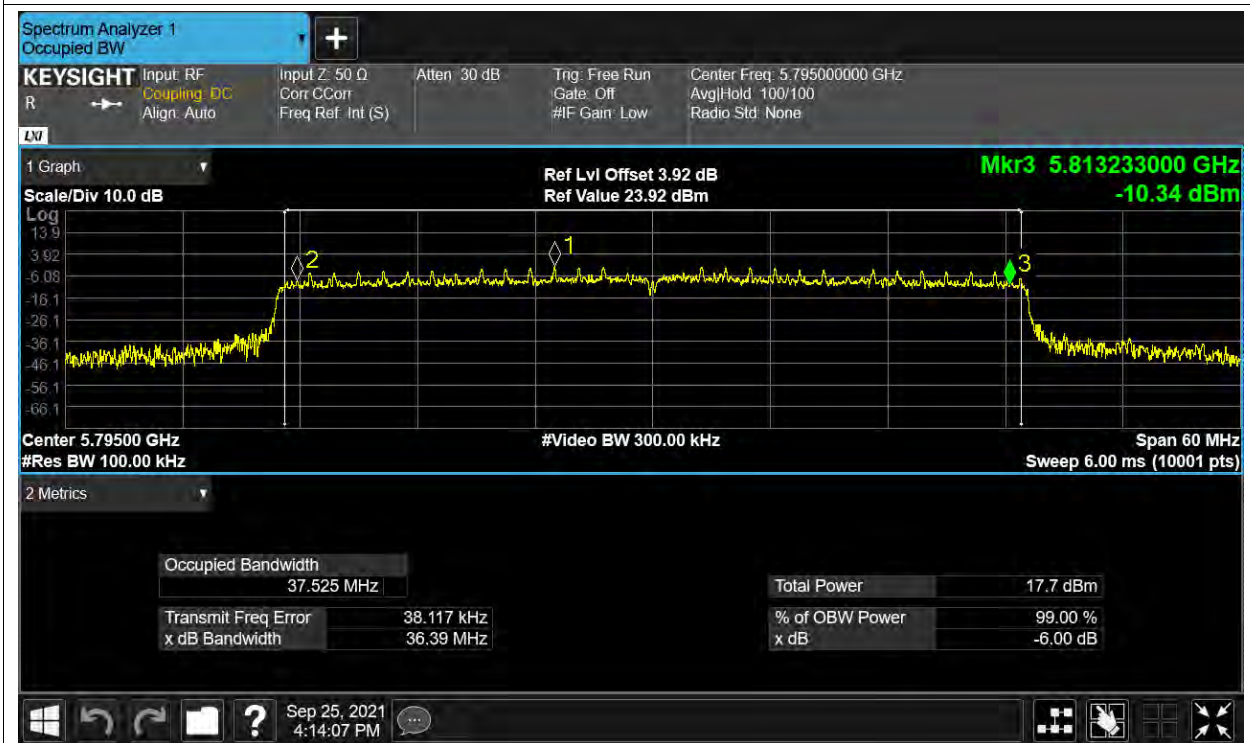 Spectrum Analyzer 1
Occupied BW
KEYSIGHT
R
LXI
Input: RF
Coupling: DC
Align: Auto
Input Z: 50 Ω
Corr CCorr
Freq Ref: Int (S)
Atten: 30 dB
Trig: Free Run
Gate: Off
#IF Gain: Low
Center Freq: 5.795000000 GHz
Avg|Hold: 100/100
Radio Std: None
1 Graph
Scale/Div 10.0 dB
Ref Lvl Offset 3.92 dB
Ref Value 23.92 dBm
Mkr3 5.813233000 GHz
-10.34 dBm
Log
13.9
3.92
-6.08
-16.1
-26.1
-36.1
-46.1
-56.1
-66.1
2
1
3
Center 5.79500 GHz
#Res BW 100.00 kHz
#Video BW 300.00 kHz
Span 60 MHz
Sweep 6.00 ms (10001 pts)
2 Metrics
Occupied Bandwidth
37.525 MHz
Transmit Freq Error 38.117 kHz
x dB Bandwidth 36.39 MHz
Total Power 17.7 dBm
% of OBW Power 99.00 %
x dB -6.00 dB
Sep 25, 2021
4:14:07 PM